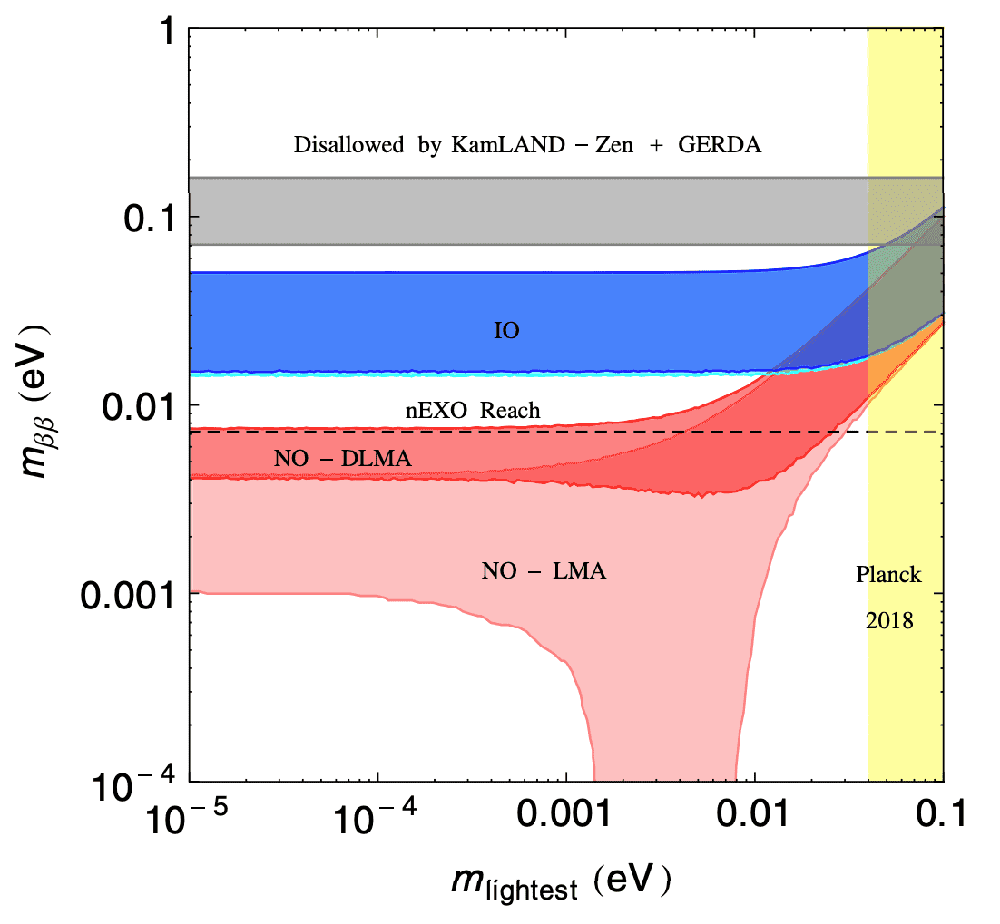 1
Disallowed by KamLAND – Zen + GERDA
0.1
IO
0.01
nEXO Reach
NO – DLMA
NO – LMA
0.001
Planck
2018
10⁻⁴
10⁻⁵ 10⁻⁴ 0.001 0.01 0.1
m_lightest (eV)
m_ββ (eV)